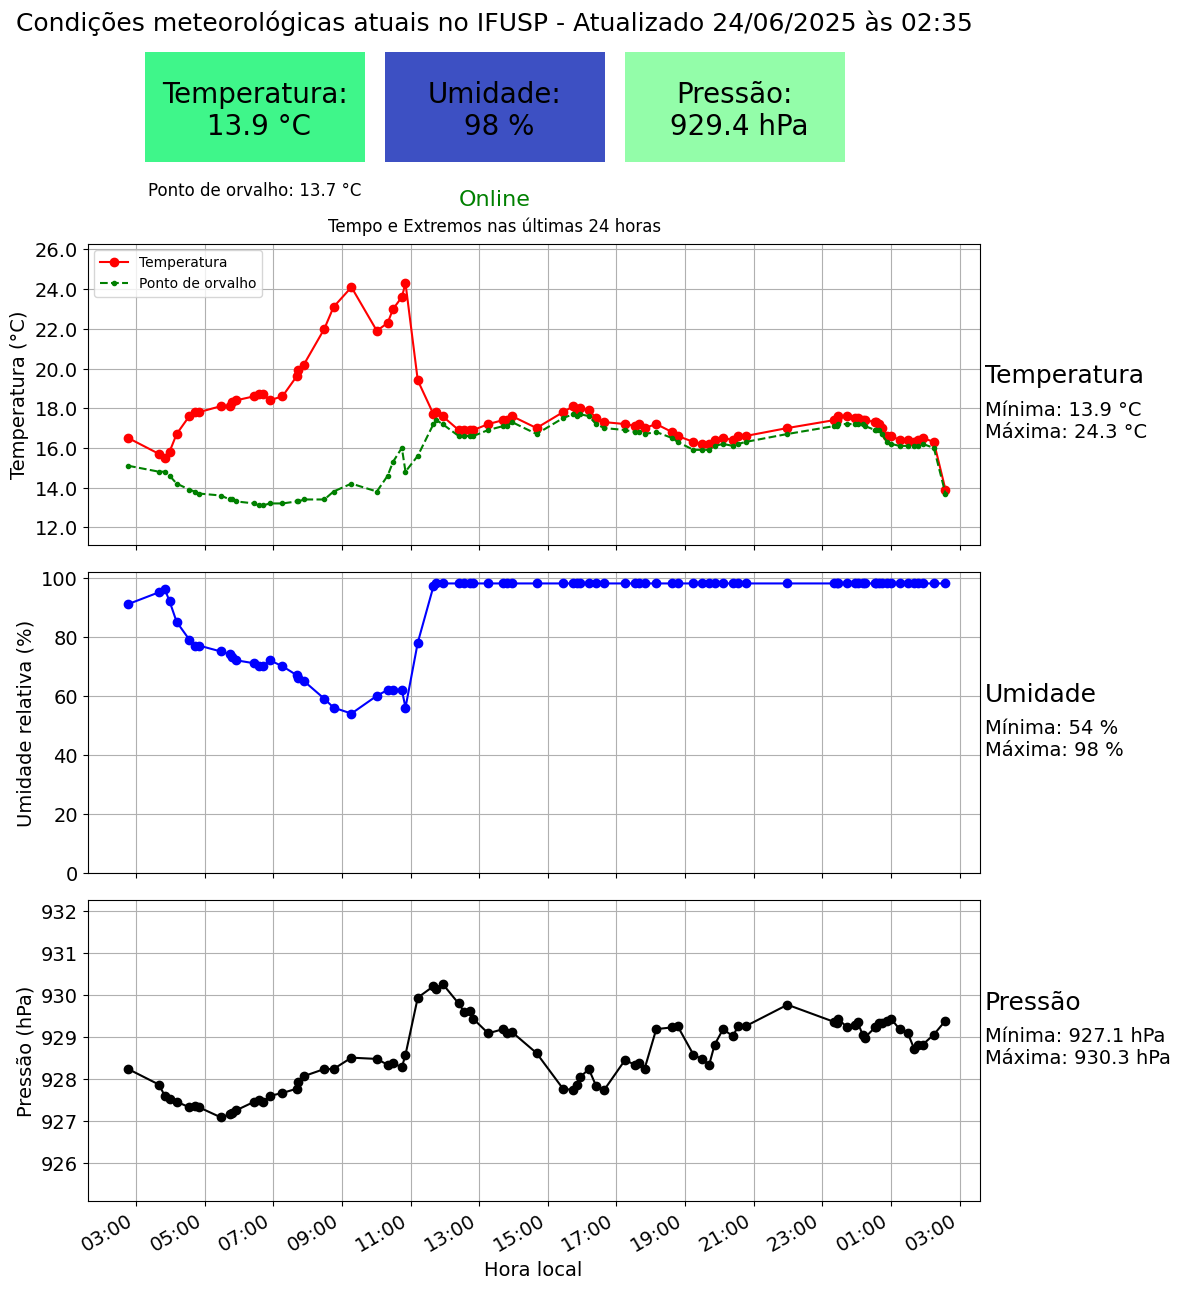 Condições meteorológicas atuais no IFUSP - Atualizado 24/06/2025 às 02:35
Temperatura:
13.9 °C
Umidade:
98 %
Pressão:
929.4 hPa
Ponto de orvalho: 13.7 °C
Online
Tempo e Extremos nas últimas 24 horas
Temperatura (°C)
26.0
24.0
22.0
20.0
18.0
16.0
14.0
12.0
Temperatura
Ponto de orvalho
Temperatura
Mínima: 13.9 °C
Máxima: 24.3 °C
Umidade relativa (%)
100
80
60
40
20
0
Umidade
Mínima: 54 %
Máxima: 98 %
Pressão (hPa)
932
931
930
929
928
927
926
Pressão
Mínima: 927.1 hPa
Máxima: 930.3 hPa
03:00 05:00 07:00 09:00 11:00 13:00 15:00 17:00 19:00 21:00 23:00 01:00 03:00
Hora local